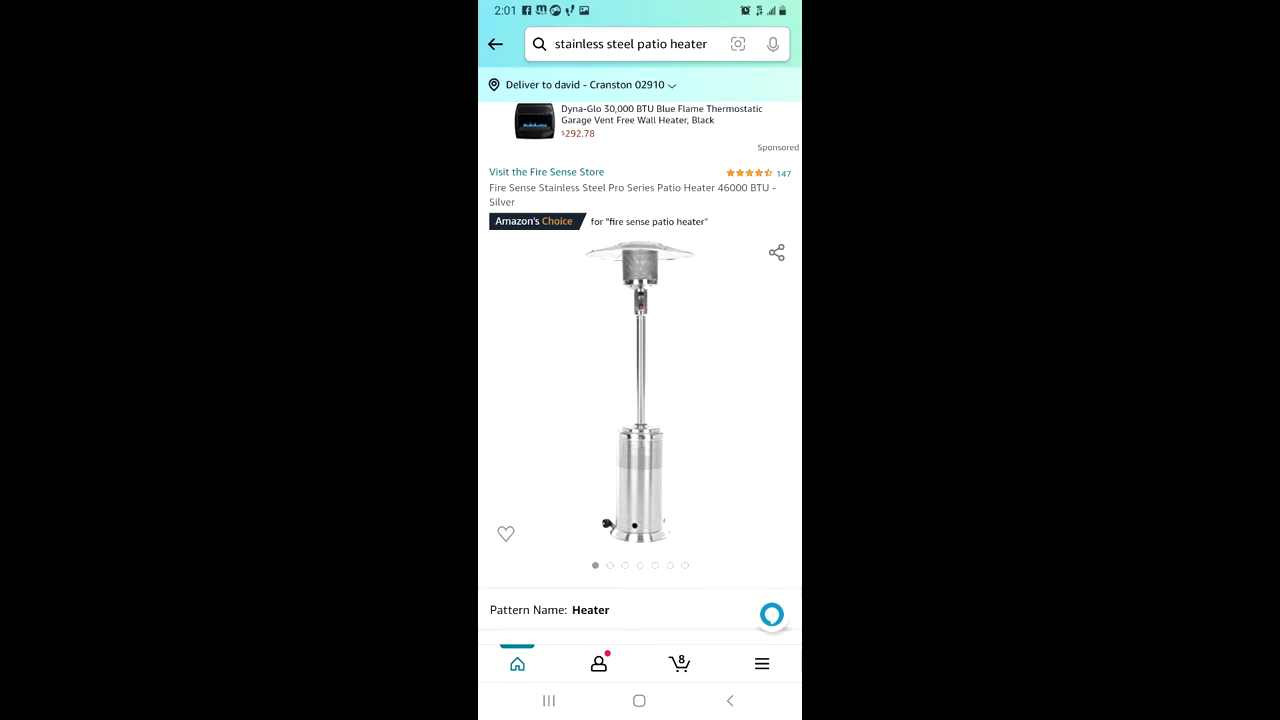 2:01
stainless steel patio heater
Deliver to david - Cranston 02910
Dyna-Glo 30,000 BTU Blue Flame Thermostatic
Garage Vent Free Wall Heater, Black
$292.78
Sponsored
Visit the Fire Sense Store
147
Fire Sense Stainless Steel Pro Series Patio Heater 46000 BTU -
Silver
Amazon's Choice for "fire sense patio heater"
Pattern Name: Heater
8